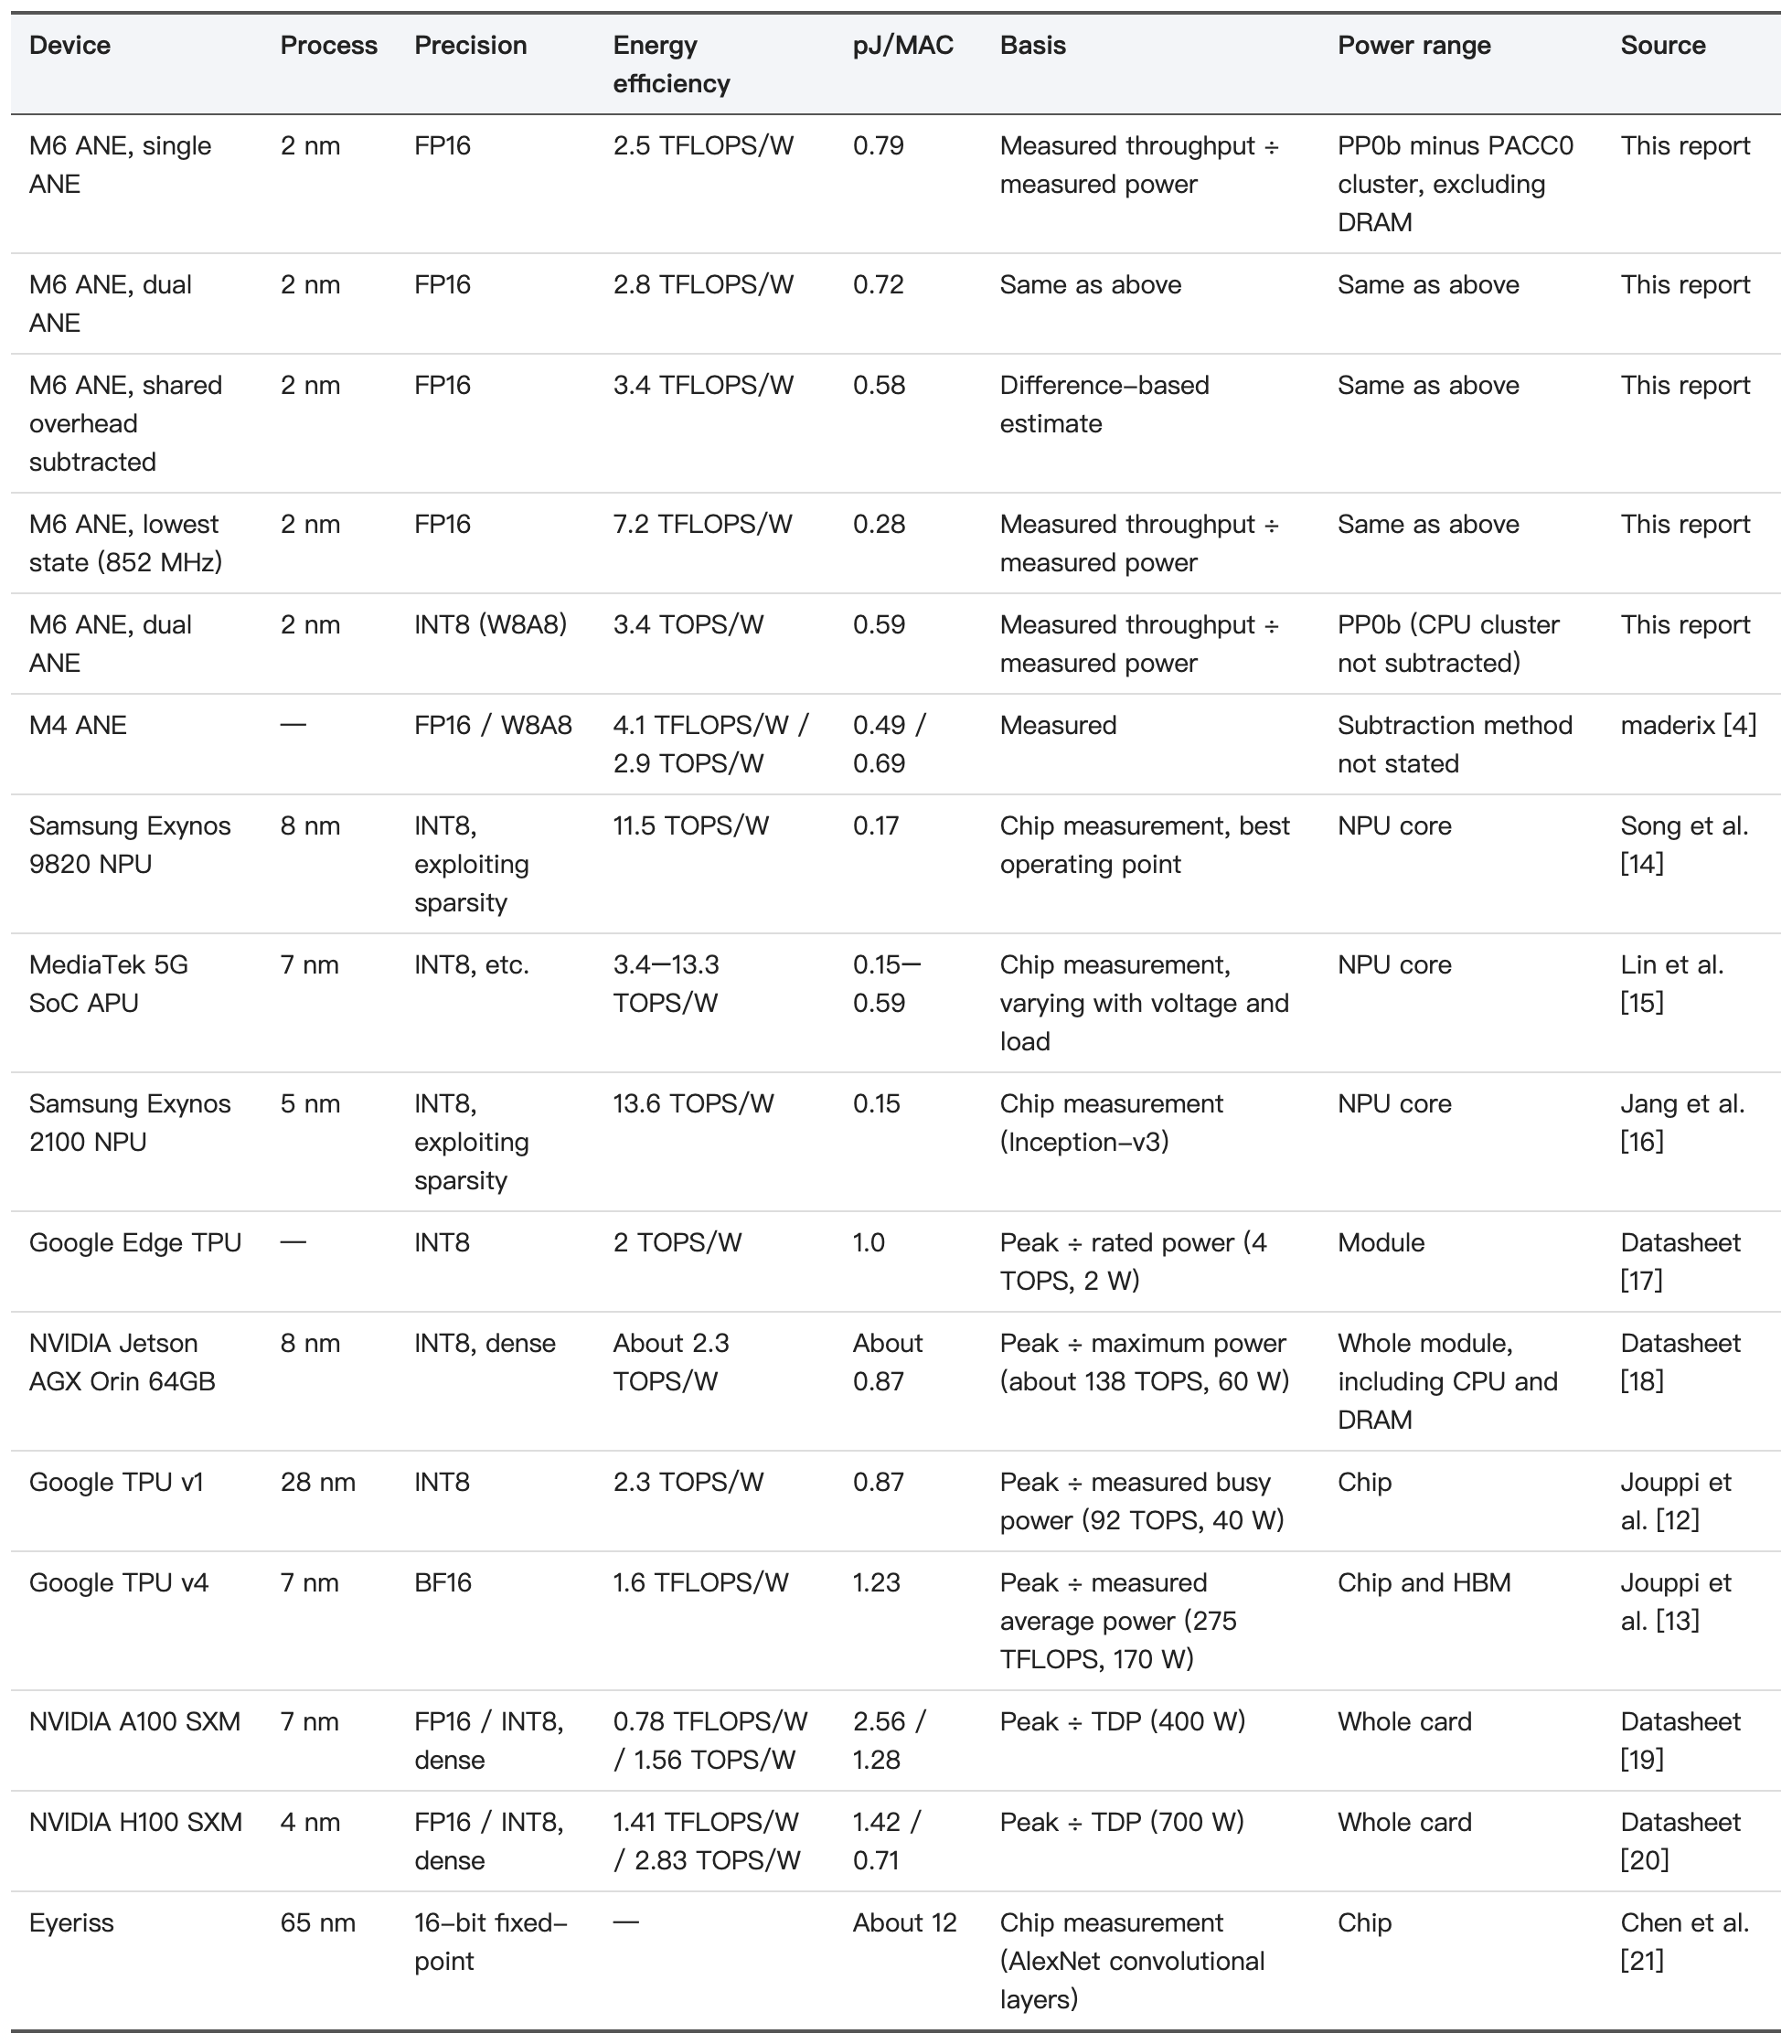 Device Process Precision Energy efficiency pJ/MAC Basis Power range Source
M6 ANE, single ANE 2 nm FP16 2.5 TFLOPS/W 0.79 Measured throughput ÷ measured power PP0b minus PACC0 cluster, excluding DRAM This report
M6 ANE, dual ANE 2 nm FP16 2.8 TFLOPS/W 0.72 Same as above Same as above This report
M6 ANE, shared overhead subtracted 2 nm FP16 3.4 TFLOPS/W 0.58 Difference–based estimate Same as above This report
M6 ANE, lowest state (852 MHz) 2 nm FP16 7.2 TFLOPS/W 0.28 Measured throughput ÷ measured power Same as above This report
M6 ANE, dual ANE 2 nm INT8 (W8A8) 3.4 TOPS/W 0.59 Measured throughput ÷ measured power PP0b (CPU cluster not subtracted) This report
M4 ANE — FP16 / W8A8 4.1 TFLOPS/W / 2.9 TOPS/W 0.49 / 0.69 Measured Subtraction method not stated maderix [4]
Samsung Exynos 9820 NPU 8 nm INT8, exploiting sparsity 11.5 TOPS/W 0.17 Chip measurement, best operating point NPU core Song et al. [14]
MediaTek 5G SoC APU 7 nm INT8, etc. 3.4—13.3 TOPS/W 0.15—0.59 Chip measurement, varying with voltage and load NPU core Lin et al. [15]
Samsung Exynos 2100 NPU 5 nm INT8, exploiting sparsity 13.6 TOPS/W 0.15 Chip measurement (Inception–v3) NPU core Jang et al. [16]
Google Edge TPU — INT8 2 TOPS/W 1.0 Peak ÷ rated power (4 TOPS, 2 W) Module Datasheet [17]
NVIDIA Jetson AGX Orin 64GB 8 nm INT8, dense About 2.3 TOPS/W About 0.87 Peak ÷ maximum power (about 138 TOPS, 60 W) Whole module, including CPU and DRAM Datasheet [18]
Google TPU v1 28 nm INT8 2.3 TOPS/W 0.87 Peak ÷ measured busy power (92 TOPS, 40 W) Chip Jouppi et al. [12]
Google TPU v4 7 nm BF16 1.6 TFLOPS/W 1.23 Peak ÷ measured average power (275 TFLOPS, 170 W) Chip and HBM Jouppi et al. [13]
NVIDIA A100 SXM 7 nm FP16 / INT8, dense 0.78 TFLOPS/W / 1.56 TOPS/W 2.56 / 1.28 Peak ÷ TDP (400 W) Whole card Datasheet [19]
NVIDIA H100 SXM 4 nm FP16 / INT8, dense 1.41 TFLOPS/W / 2.83 TOPS/W 1.42 / 0.71 Peak ÷ TDP (700 W) Whole card Datasheet [20]
Eyeriss 65 nm 16–bit fixed–point — About 12 Chip measurement (AlexNet convolutional layers) Chip Chen et al. [21]